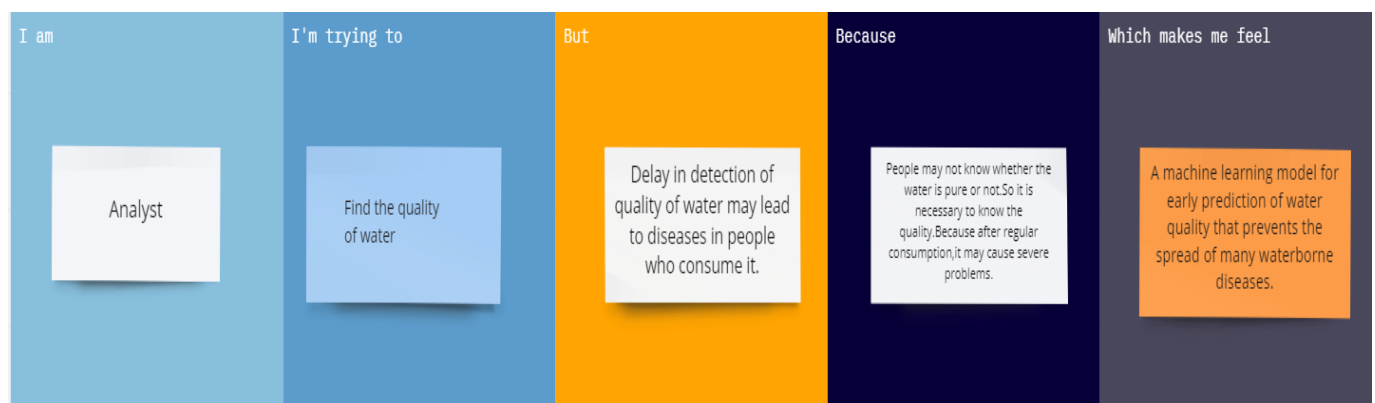 I am
Analyst
I'm trying to
Find the quality
of water
But
Delay in detection of
quality of water may lead
to diseases in people
who consume it.
Because
People may not know whether the
water is pure or not.So it is
necessary to know the
quality.Because after regular
consumption,it may cause severe
problems.
Which makes me feel
A machine learning model for
early prediction of water
quality that prevents the
spread of many waterborne
diseases.